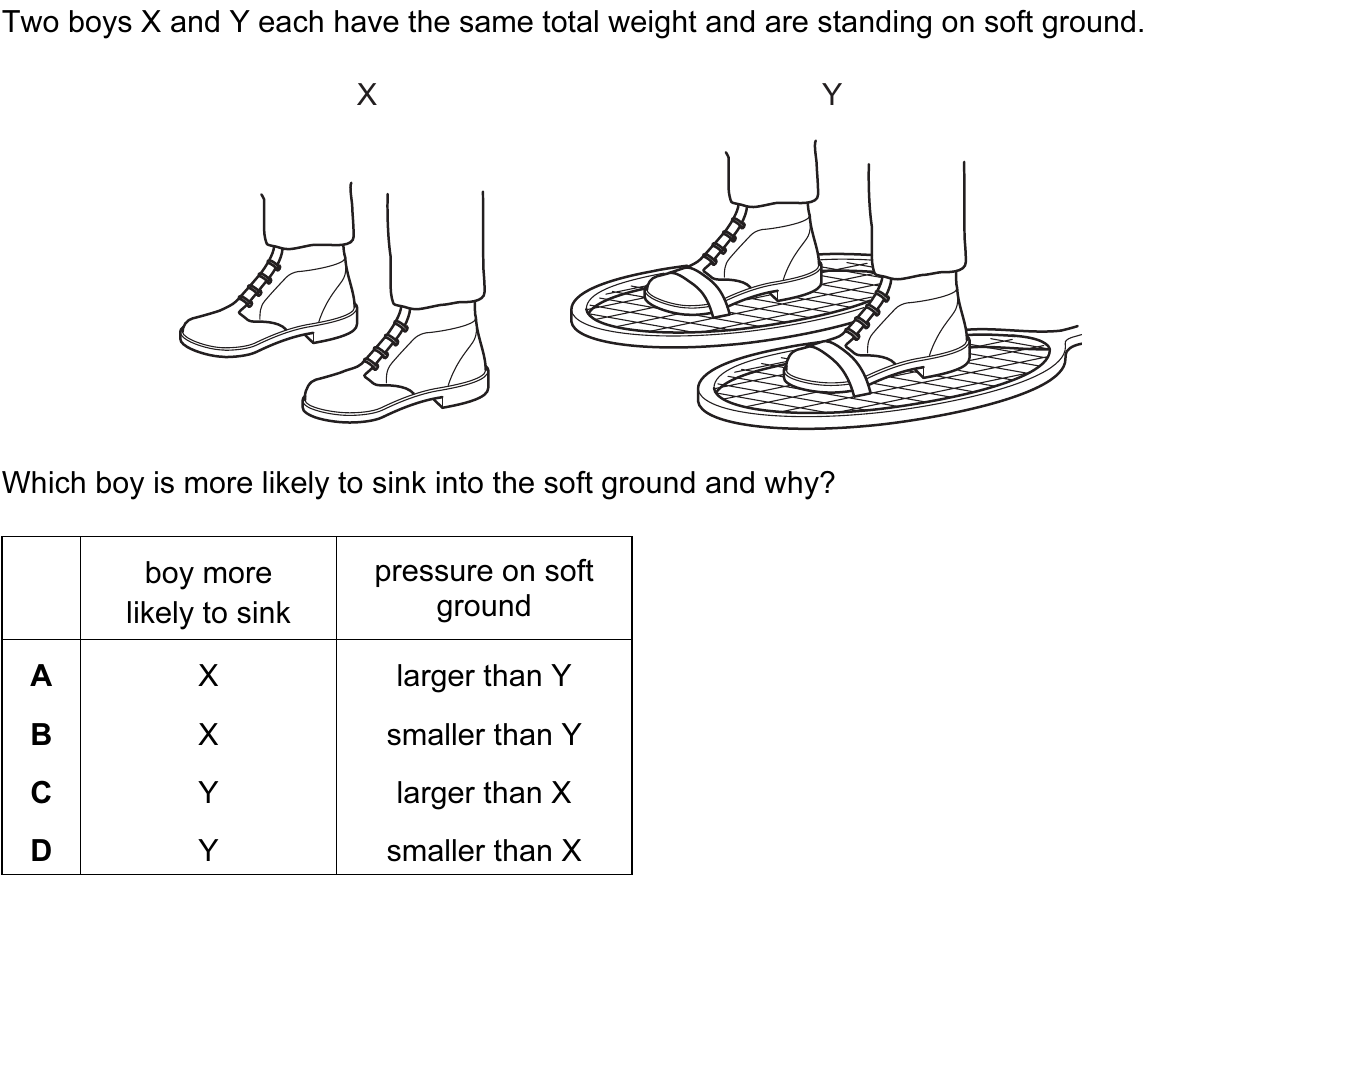 Two boys X and Y each have the same total weight and are standing on soft ground.
X Y
Which boy is more likely to sink into the soft ground and why?
boy more likely to sink pressure on soft ground
A X larger than Y
B X smaller than Y
C Y larger than X
D Y smaller than X